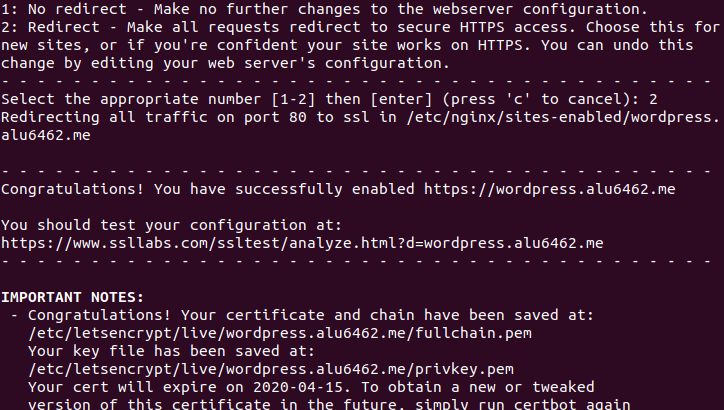 1: No redirect - Make no further changes to the webserver configuration.
2: Redirect - Make all requests redirect to secure HTTPS access. Choose this for
new sites, or if you're confident your site works on HTTPS. You can undo this
change by editing your web server's configuration.
- - - - - - - - - - - - - - - - - - - - - - - - - - - - - - - - - - - - - - - -
Select the appropriate number [1-2] then [enter] (press 'c' to cancel): 2
Redirecting all traffic on port 80 to ssl in /etc/nginx/sites-enabled/wordpress.
alu6462.me
- - - - - - - - - - - - - - - - - - - - - - - - - - - - - - - - - - - - - - - -
Congratulations! You have successfully enabled https://wordpress.alu6462.me
You should test your configuration at:
https://www.ssllabs.com/ssltest/analyze.html?d=wordpress.alu6462.me
- - - - - - - - - - - - - - - - - - - - - - - - - - - - - - - - - - - - - - - -
IMPORTANT NOTES:
- Congratulations! Your certificate and chain have been saved at:
/etc/letsencrypt/live/wordpress.alu6462.me/fullchain.pem
Your key file has been saved at:
/etc/letsencrypt/live/wordpress.alu6462.me/privkey.pem
Your cert will expire on 2020-04-15. To obtain a new or tweaked
version of this certificate in the future, simply run certbot again